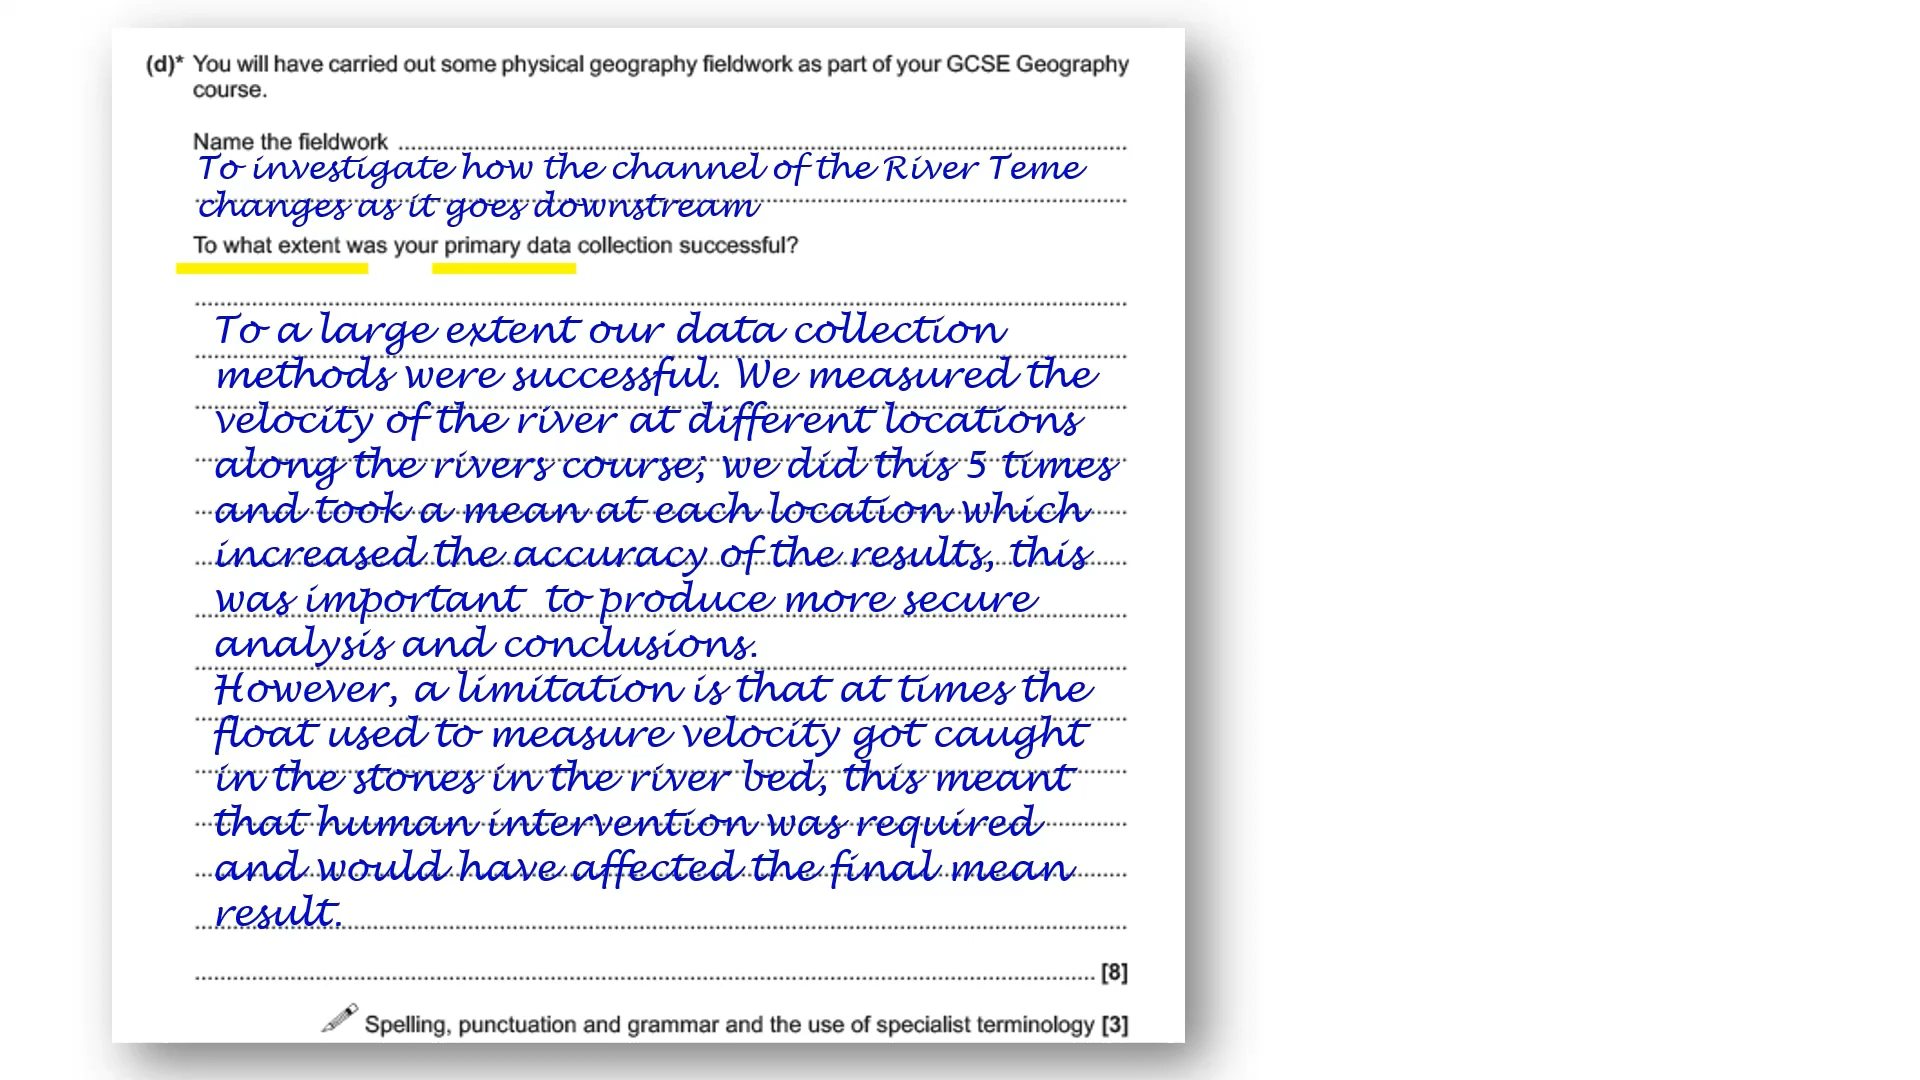 (d)* You will have carried out some physical geography fieldwork as part of your GCSE Geography
course.
Name the fieldwork
To investigate how the channel of the River Teme
changes as it goes downstream
To what extent was your primary data collection successful?
To a large extent our data collection
methods were successful. We measured the
velocity of the river at different locations
along the rivers course; we did this 5 times
and took a mean at each location which
increased the accuracy of the results, this
was important to produce more secure
analysis and conclusions.
However, a limitation is that at times the
float used to measure velocity got caught
in the stones in the river bed, this meant
that human intervention was required
and would have affected the final mean
result.
[8]
Spelling, punctuation and grammar and the use of specialist terminology [3]